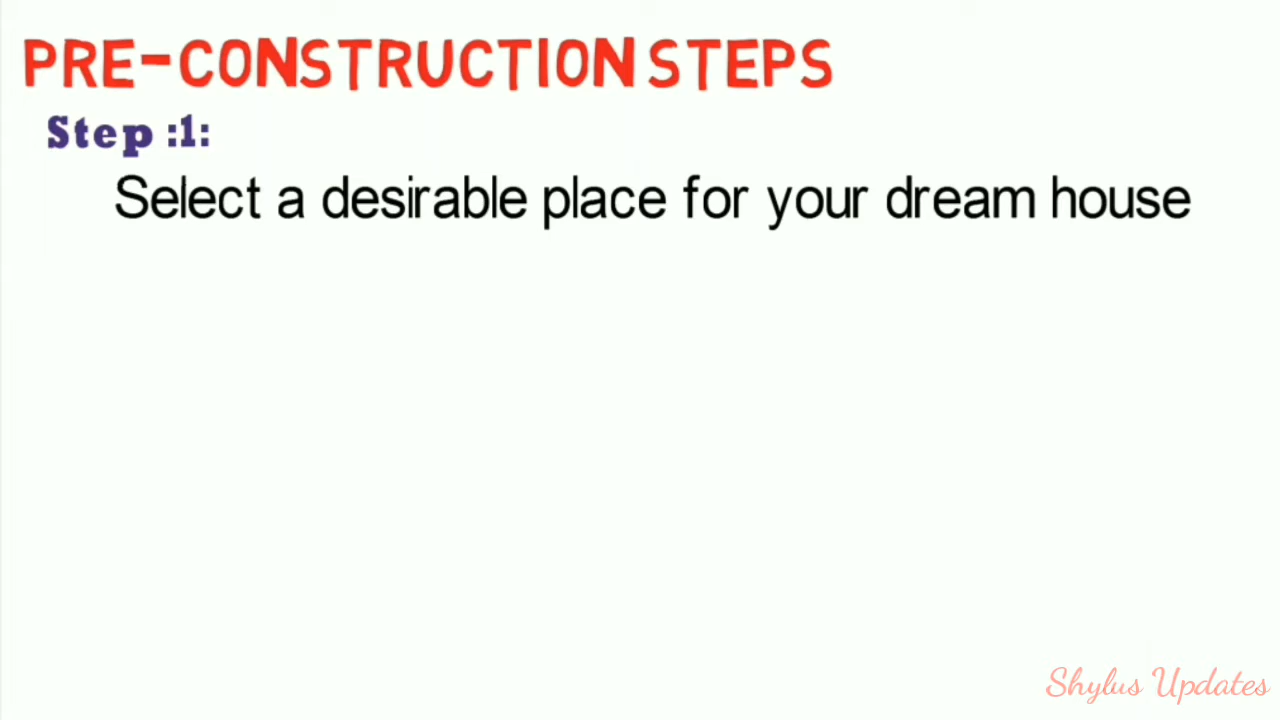 PRE-CONSTRUCTION STEPS
Step :1:
Select a desirable place for your dream house
Shylus Updates